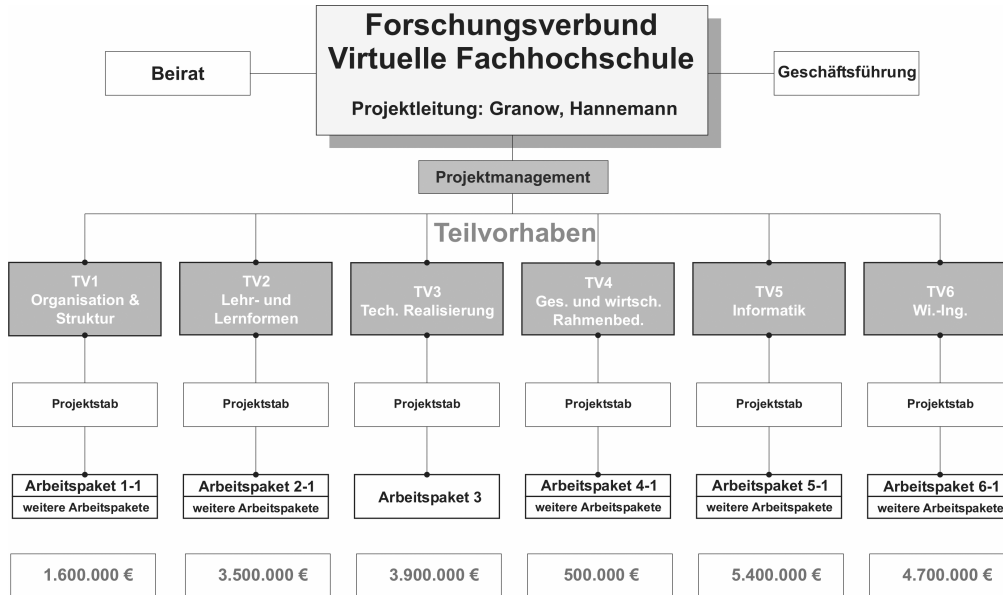 Forschungsverbund
Virtuelle Fachhochschule
Projektleitung: Granow, Hannemann
Beirat
Geschäftsführung
Projektmanagement
Teilvorhaben
TV1
Organisation &
Struktur
TV2
Lehr- und
Lernformen
TV3
Tech. Realisierung
TV4
Ges. und wirtsch.
Rahmenbed.
TV5
Informatik
TV6
Wi.-Ing.
Projektstab
Projektstab
Projektstab
Projektstab
Projektstab
Projektstab
Arbeitspaket 1-1
weitere Arbeitspakete
Arbeitspaket 2-1
weitere Arbeitspakete
Arbeitspaket 3
Arbeitspaket 4-1
weitere Arbeitspakete
Arbeitspaket 5-1
weitere Arbeitspakete
Arbeitspaket 6-1
weitere Arbeitspakete
1.600.000 €
3.500.000 €
3.900.000 €
500.000 €
5.400.000 €
4.700.000 €